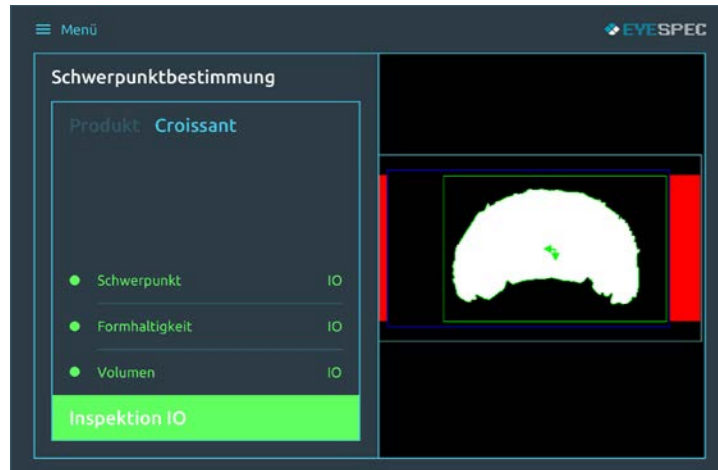 Menü
EYESPEC
Schwerpunktbestimmung
Produkt Croissant
Schwerpunkt IO
Formhaltigkeit IO
Volumen IO
Inspektion IO